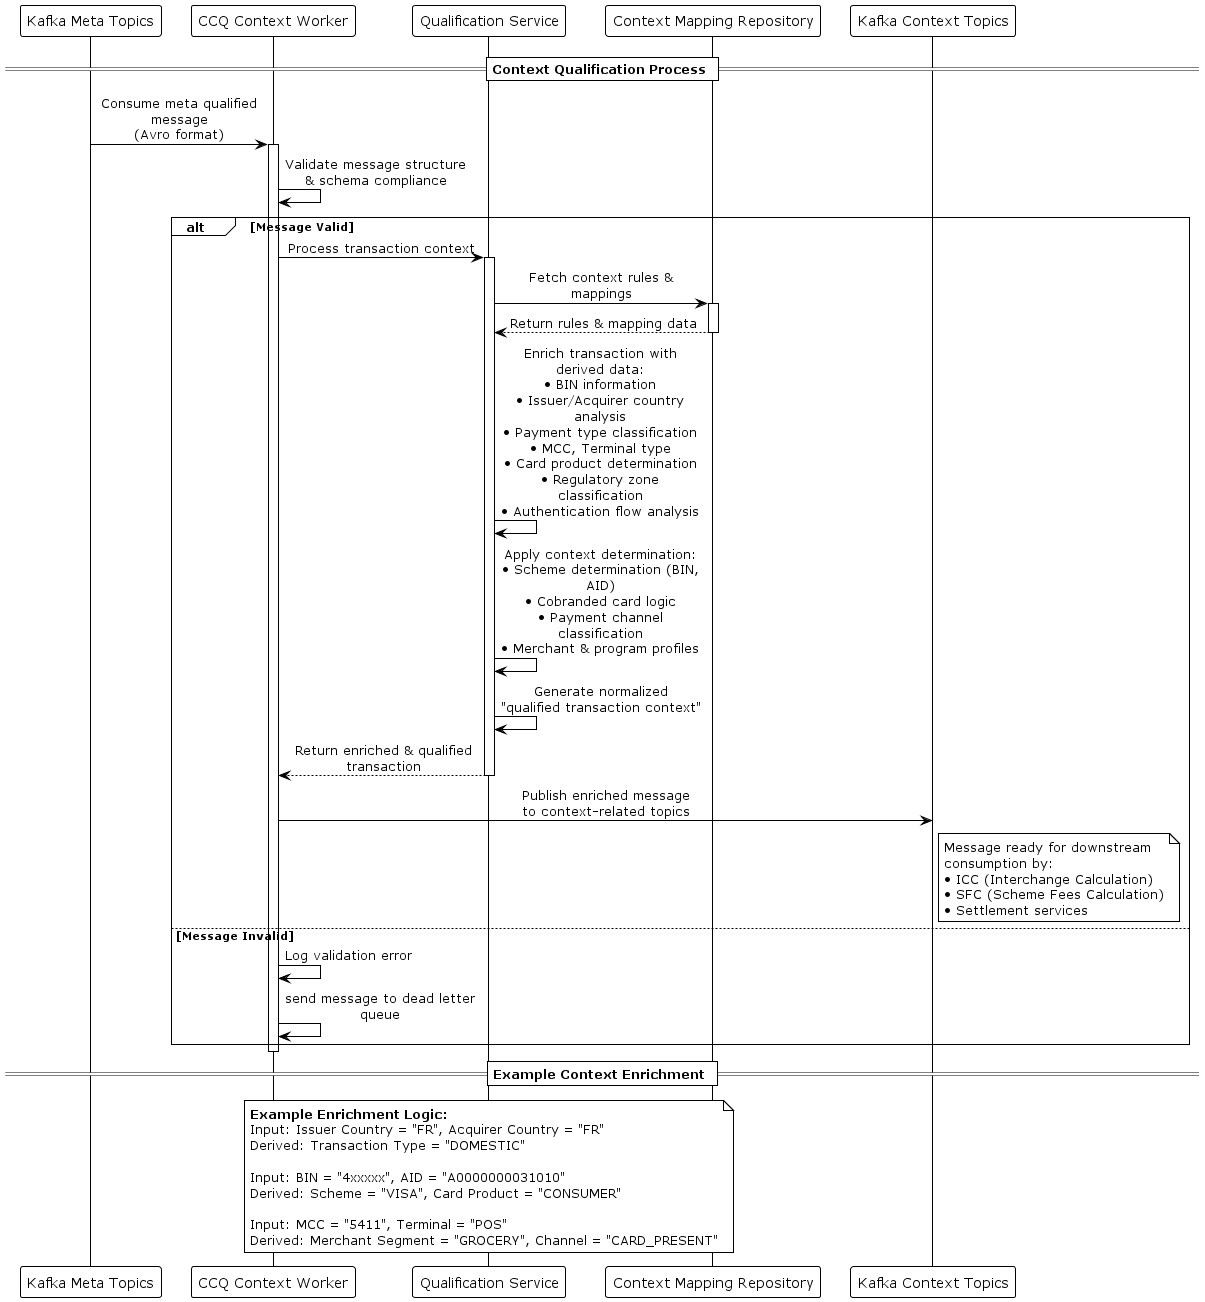 Kafka Meta Topics
CCQ Context Worker
Qualification Service
Context Mapping Repository
Kafka Context Topics
Context Qualification Process
Consume meta qualified
message
(Avro format)
Validate message structure
& schema compliance
alt
[Message Valid]
Process transaction context
Fetch context rules &
mappings
Return rules & mapping data
Enrich transaction with
derived data:
• BIN information
• Issuer/Acquirer country
analysis
• Payment type classification
• MCC, Terminal type
• Card product determination
• Regulatory zone
classification
• Authentication flow analysis
Apply context determination:
• Scheme determination (BIN,
AID)
• Cobranded card logic
• Payment channel
classification
• Merchant & program profiles
Generate normalized
"qualified transaction context"
Return enriched & qualified
transaction
Publish enriched message
to context-related topics
Message ready for downstream
consumption by:
• ICC (Interchange Calculation)
• SFC (Scheme Fees Calculation)
• Settlement services
[Message Invalid]
Log validation error
send message to dead letter
queue
Example Context Enrichment
Example Enrichment Logic:
Input: Issuer Country = "FR", Acquirer Country = "FR"
Derived: Transaction Type = "DOMESTIC"
Input: BIN = "4xxxxx", AID = "A0000000031010"
Derived: Scheme = "VISA", Card Product = "CONSUMER"
Input: MCC = "5411", Terminal = "POS"
Derived: Merchant Segment = "GROCERY", Channel = "CARD_PRESENT"
Kafka Meta Topics
CCQ Context Worker
Qualification Service
Context Mapping Repository
Kafka Context Topics